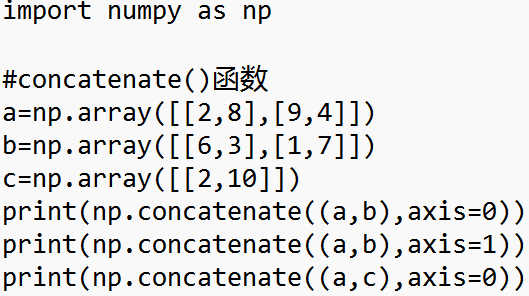 import numpy as np
#concatenate()函数
a=np.array([[2,8],[9,4]])
b=np.array([[6,3],[1,7]])
c=np.array([[2,10]])
print(np.concatenate((a,b),axis=0))
print(np.concatenate((a,b),axis=1))
print(np.concatenate((a,c),axis=0))